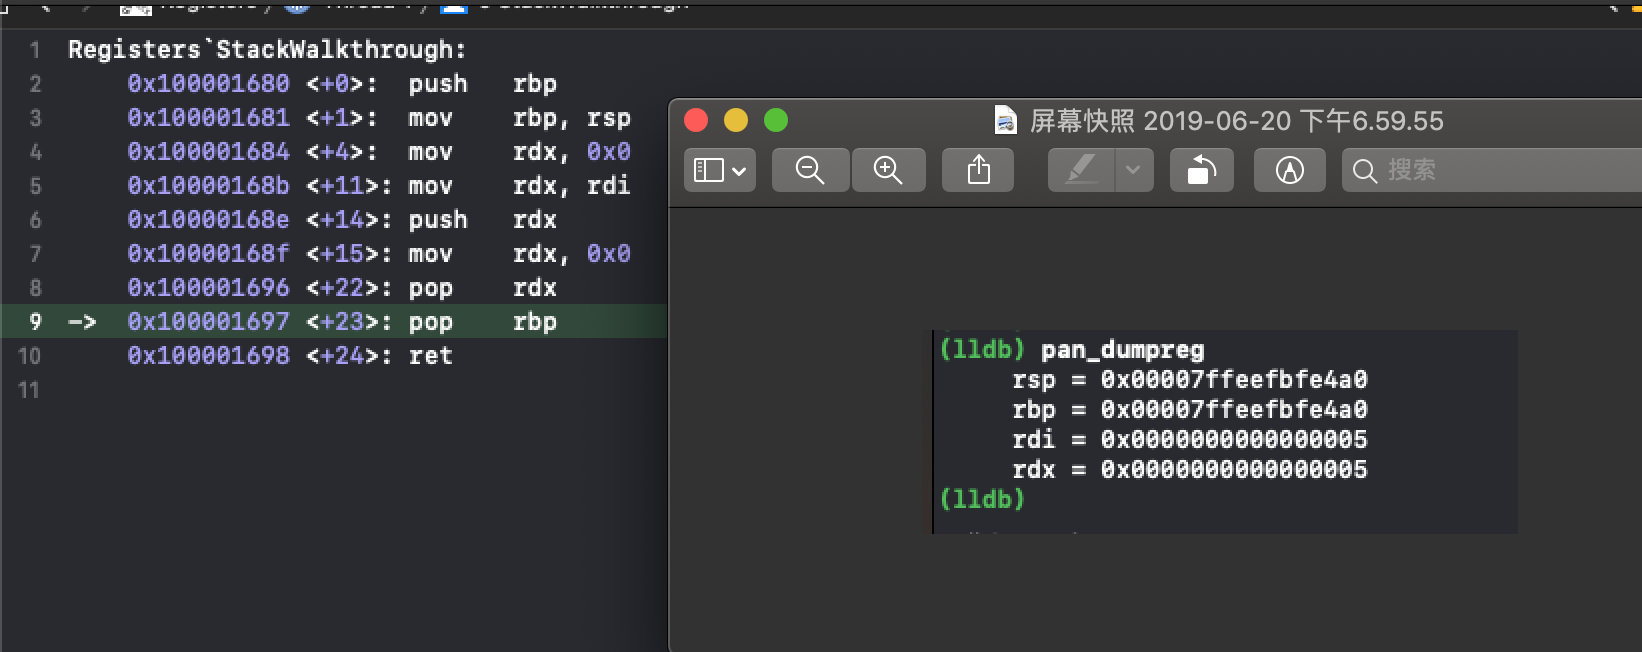 1 Registers`StackWalkthrough:
2 0x100001680 <+0>: push rbp
3 0x100001681 <+1>: mov rbp, rsp
4 0x100001684 <+4>: mov rdx, 0x0
5 0x10000168b <+11>: mov rdx, rdi
6 0x10000168e <+14>: push rdx
7 0x10000168f <+15>: mov rdx, 0x0
8 0x100001696 <+22>: pop rdx
9 -> 0x100001697 <+23>: pop rbp
10 0x100001698 <+24>: ret
11
屏幕快照 2019-06-20 下午6.59.55
搜索
(lldb) pan_dumpreg
rsp = 0x00007ffeefbfe4a0
rbp = 0x00007ffeefbfe4a0
rdi = 0x0000000000000005
rdx = 0x0000000000000005
(lldb)